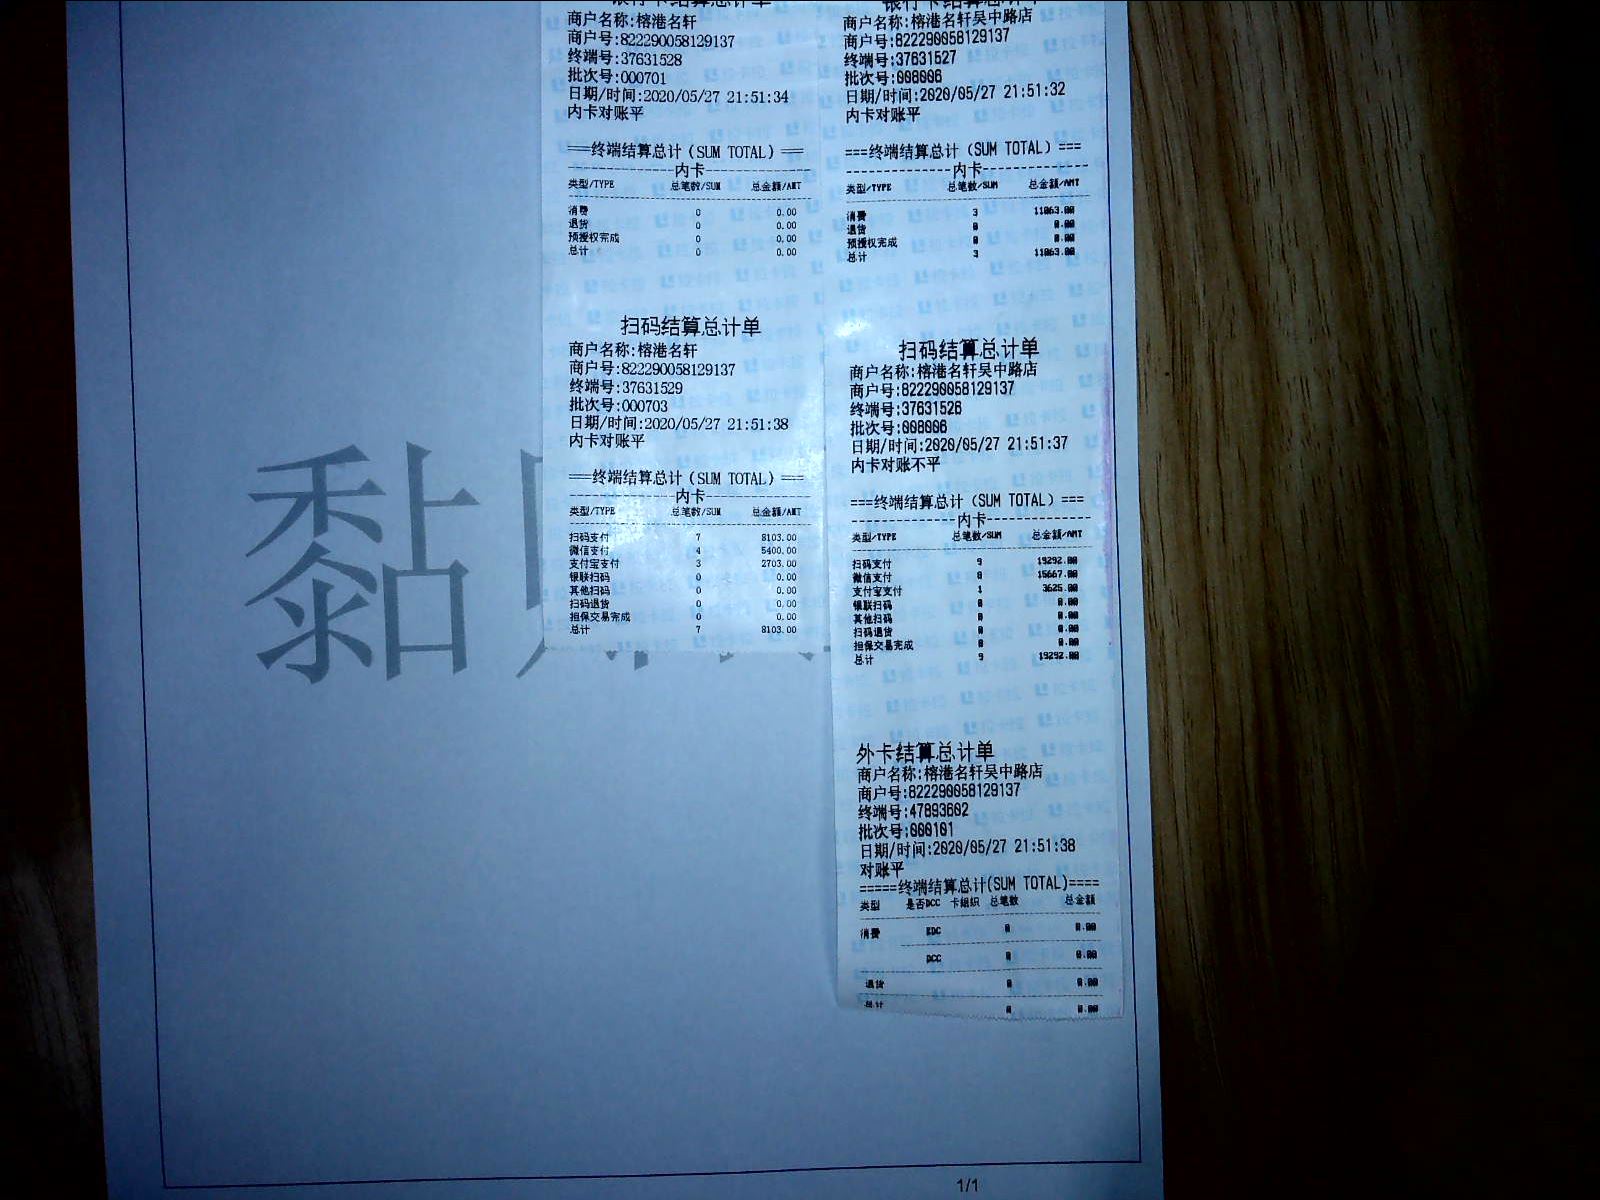 银行卡结算总计单
商户名称:榕港名轩
商户号:822290058129137
终端号:37631528
批次号:000701
日期/时间:2020/05/27 21:51:34
内卡对账平
══终端结算总计(SUM TOTAL)══
内卡
类型/TYPE 总笔数/SUM 总金额/AMT
消费 0 0.00
退货 0 0.00
预授权完成 0 0.00
总计 0 0.00
扫码结算总计单
商户名称:榕港名轩
商户号:822290058129137
终端号:37631529
批次号:000703
日期/时间:2020/05/27 21:51:38
内卡对账平
══终端结算总计(SUM TOTAL)══
内卡
类型/TYPE 总笔数/SUM 总金额/AMT
扫码支付 7 8103.00
微信支付 4 5400.00
支付宝支付 3 2703.00
银联扫码 0 0.00
其他扫码 0 0.00
扫码退货 0 0.00
担保交易完成 0 0.00
总计 7 8103.00
银行卡结算总计单
商户名称:榕港名轩吴中路店
商户号:822290058129137
终端号:37631527
批次号:008006
日期/时间:2020/05/27 21:51:32
内卡对账平
===终端结算总计(SUM TOTAL)===
内卡
类型/TYPE 总笔数/SUM 总金额/AMT
消费 3 11063.00
退货 0 0.00
预授权完成 0 0.00
总计 3 11063.00
扫码结算总计单
商户名称:榕港名轩吴中路店
商户号:822290058129137
终端号:37631526
批次号:008006
日期/时间:2020/05/27 21:51:37
内卡对账不平
===终端结算总计(SUM TOTAL)===
内卡
类型/TYPE 总笔数/SUM 总金额/AMT
扫码支付 9 19292.00
微信支付 8 15667.00
支付宝支付 1 3625.00
银联扫码 0 0.00
其他扫码 0 0.00
扫码退货 0 0.00
担保交易完成 0 0.00
总计 9 19292.00
外卡结算总计单
商户名称:榕港名轩吴中路店
商户号:822290058129137
终端号:47893602
批次号:000101
日期/时间:2020/05/27 21:51:38
对账平
=====终端结算总计(SUM TOTAL)====
类型 是否DCC 卡组织 总笔数 总金额
消费 EDC 0 0.00
DCC 0 0.00
退货 0 0.00
总计 0 0.00
黏
1/1